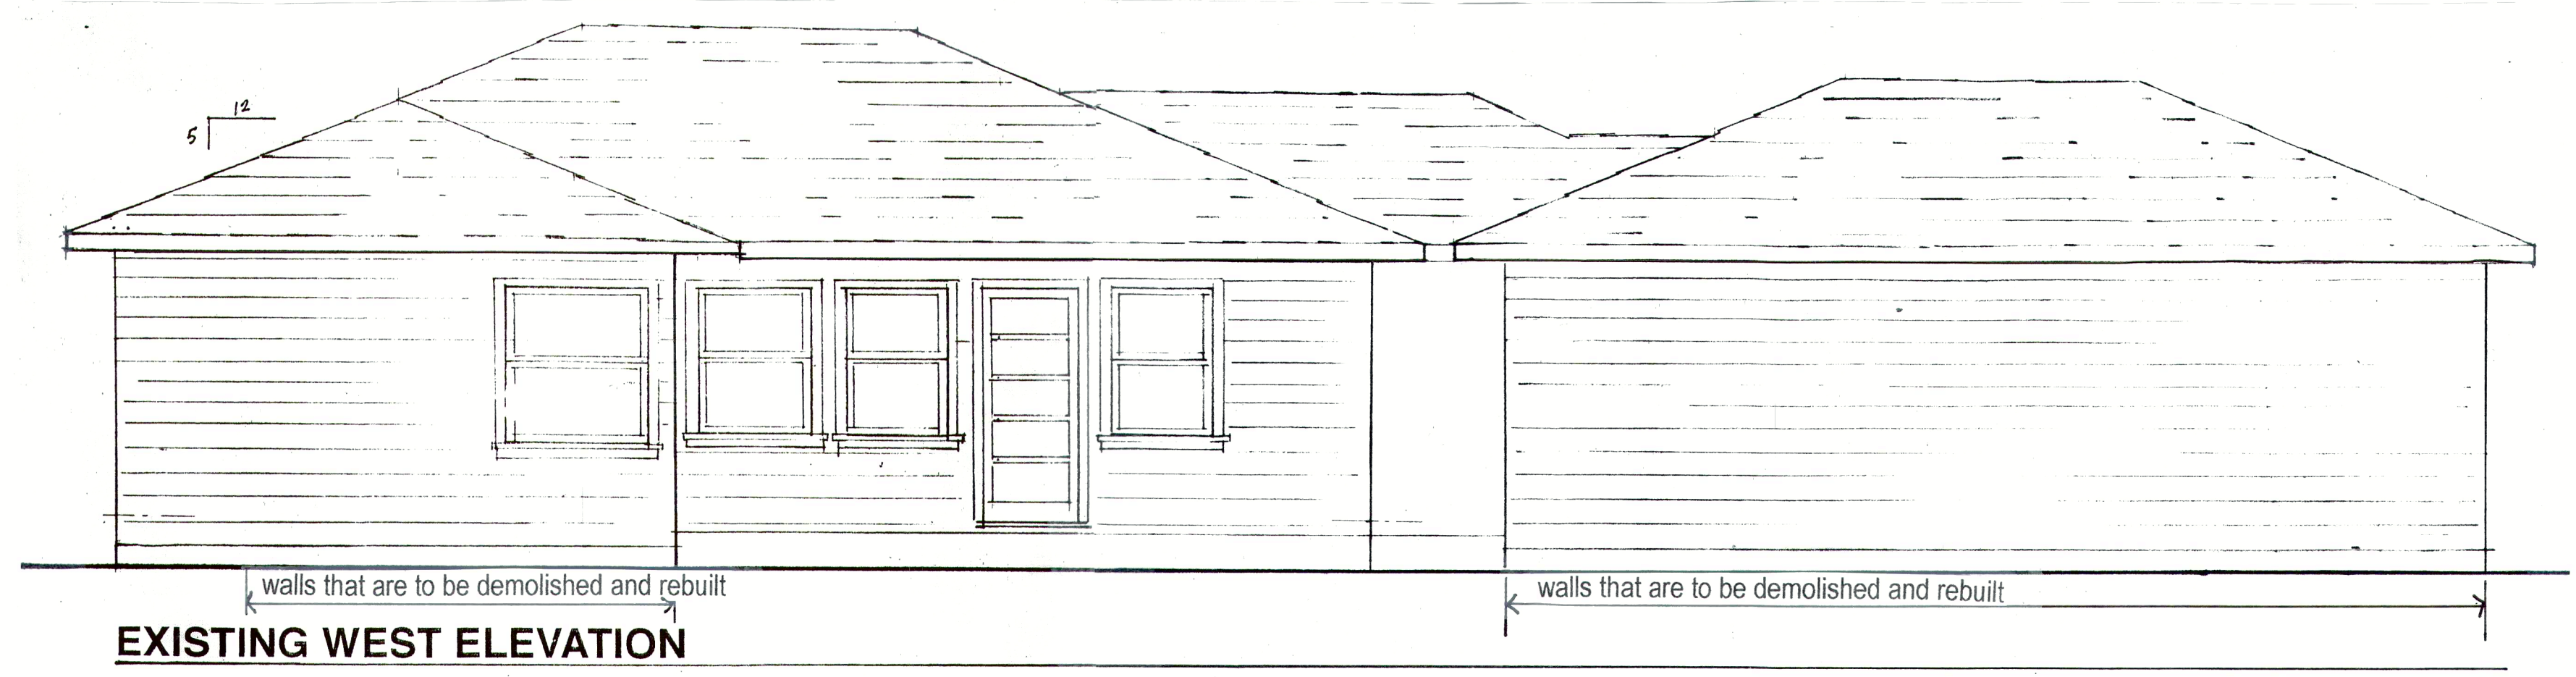 12
5
walls that are to be demolished and rebuilt
walls that are to be demolished and rebuilt
EXISTING WEST ELEVATION